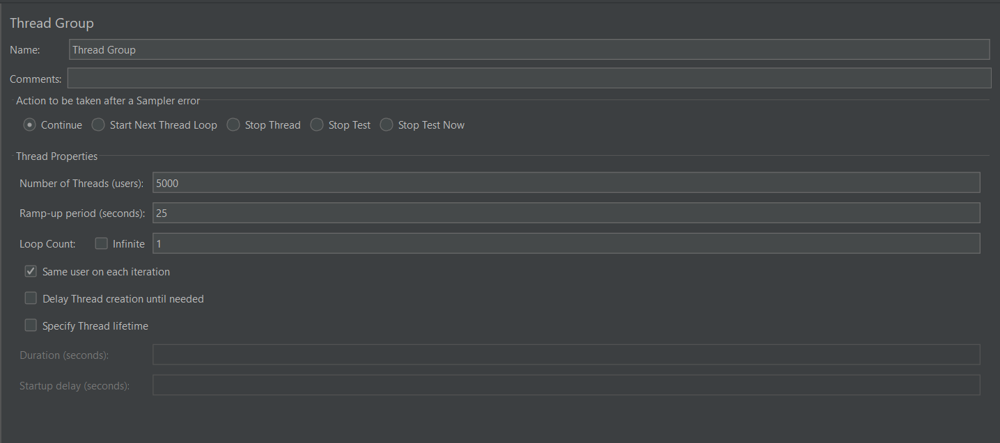 Thread Group
Name: Thread Group
Comments:
Action to be taken after a Sampler error
Continue Start Next Thread Loop Stop Thread Stop Test Stop Test Now
Thread Properties
Number of Threads (users): 5000
Ramp-up period (seconds): 25
Loop Count: Infinite 1
Same user on each iteration
Delay Thread creation until needed
Specify Thread lifetime
Duration (seconds):
Startup delay (seconds):